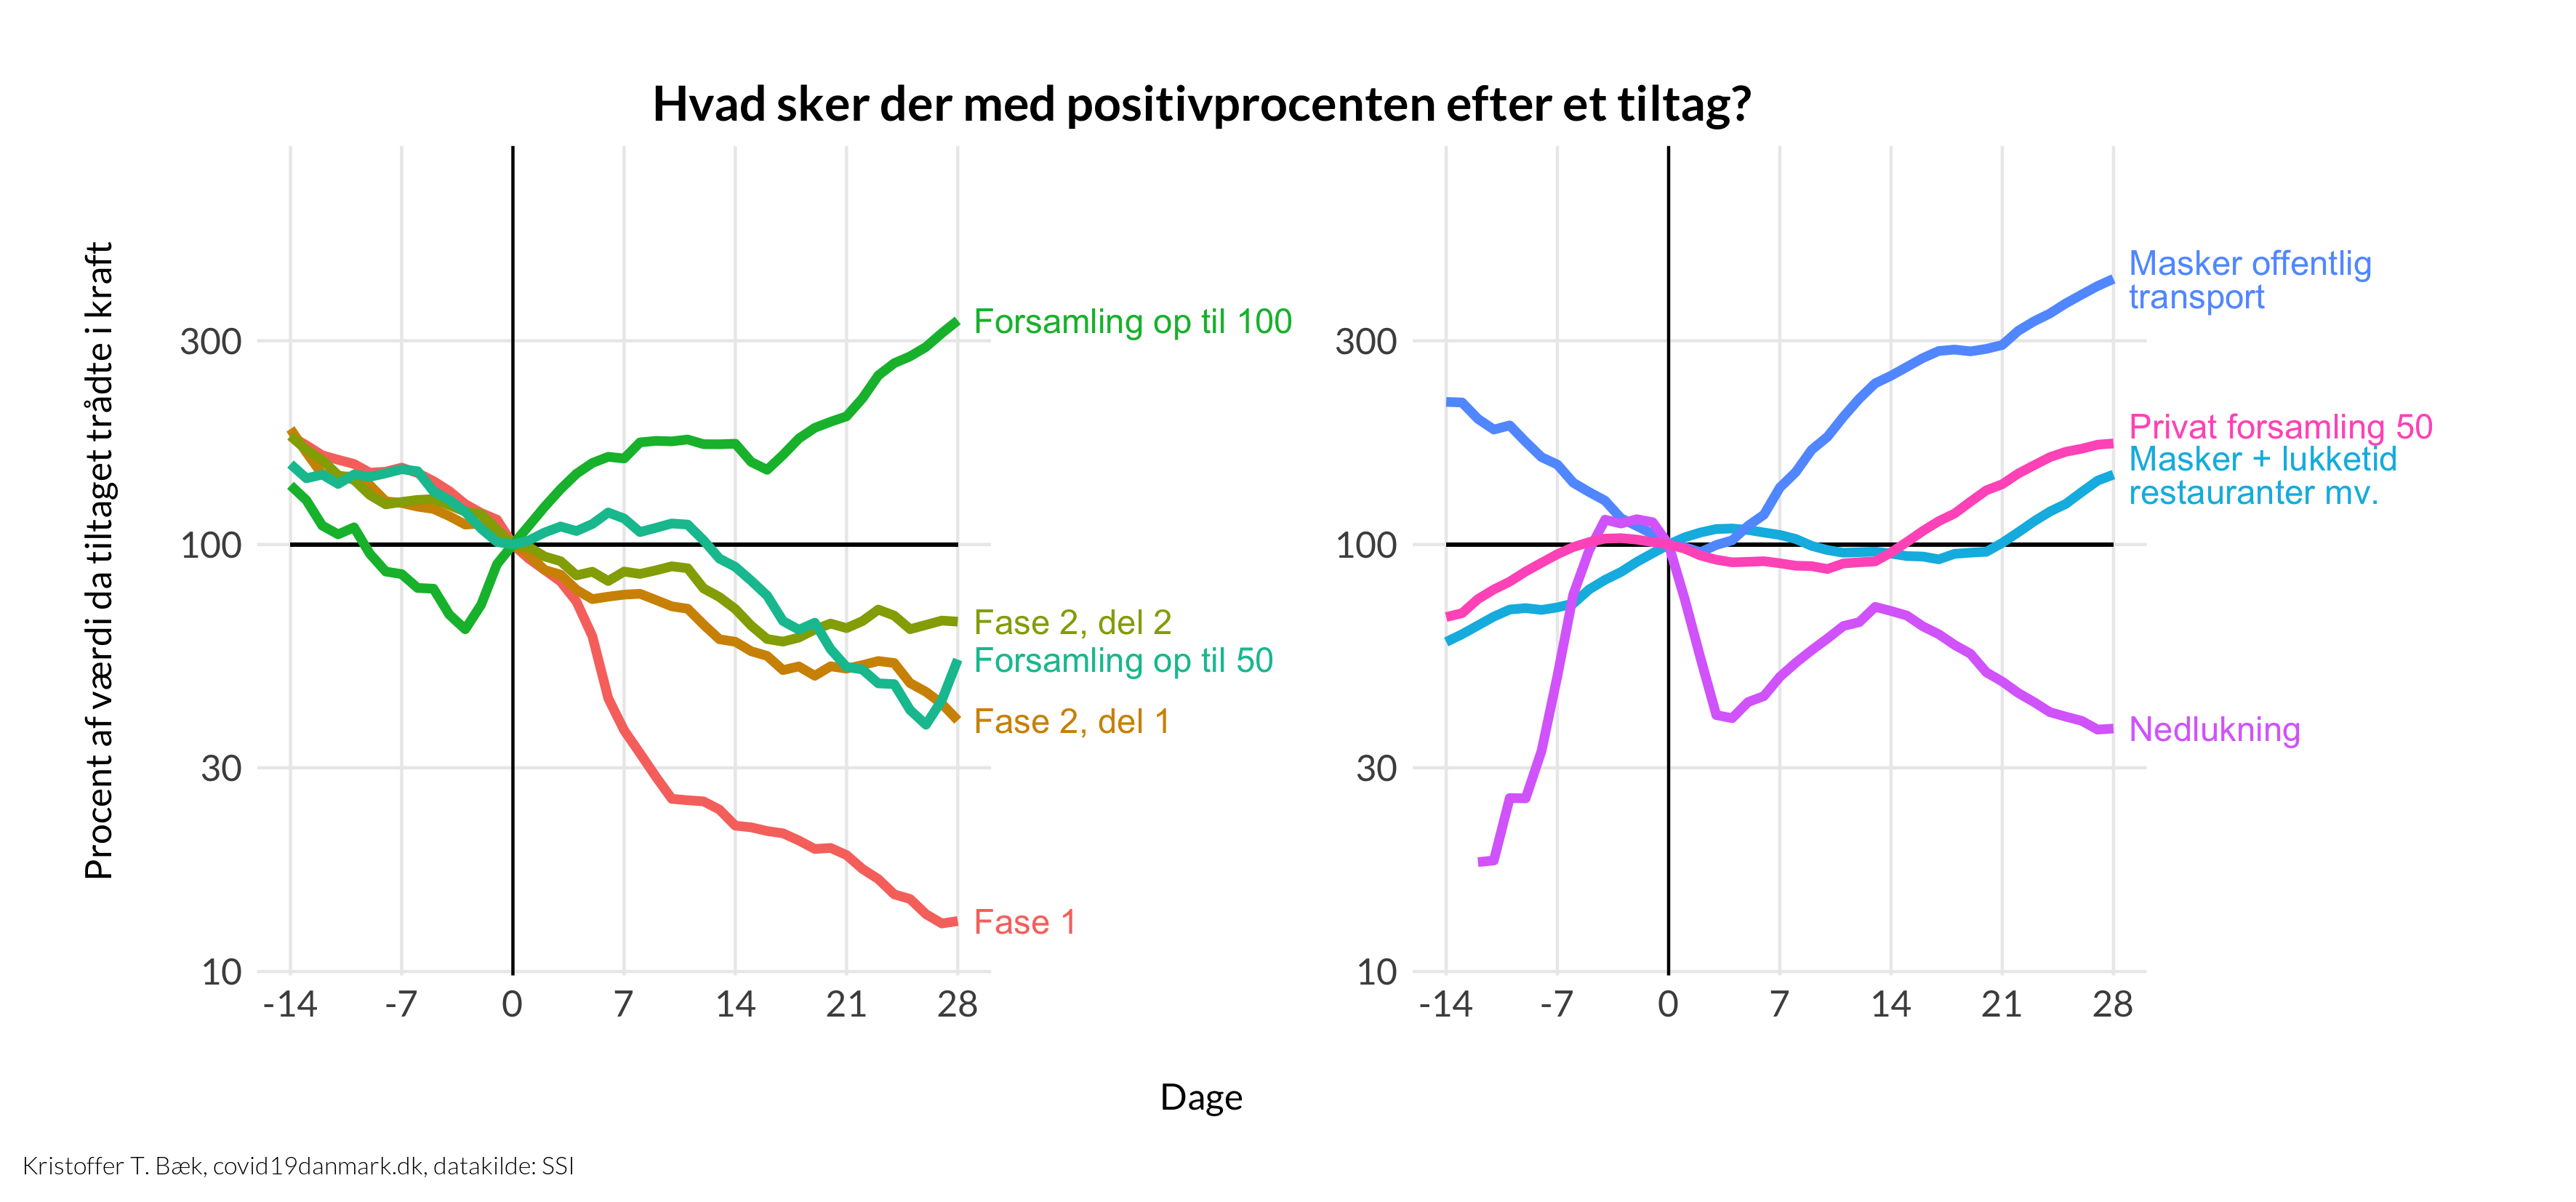 Hvad sker der med positivprocenten efter et tiltag?
Procent af værdi da tiltaget trådte i kraft
300
100
30
10
-14 -7 0 7 14 21 28
Forsamling op til 100
Fase 2, del 2
Forsamling op til 50
Fase 2, del 1
Fase 1
300
100
30
10
-14 -7 0 7 14 21 28
Masker offentlig
transport
Privat forsamling 50
Masker + lukketid
restauranter mv.
Nedlukning
Dage
Kristoffer T. Bæk, covid19danmark.dk, datakilde: SSI